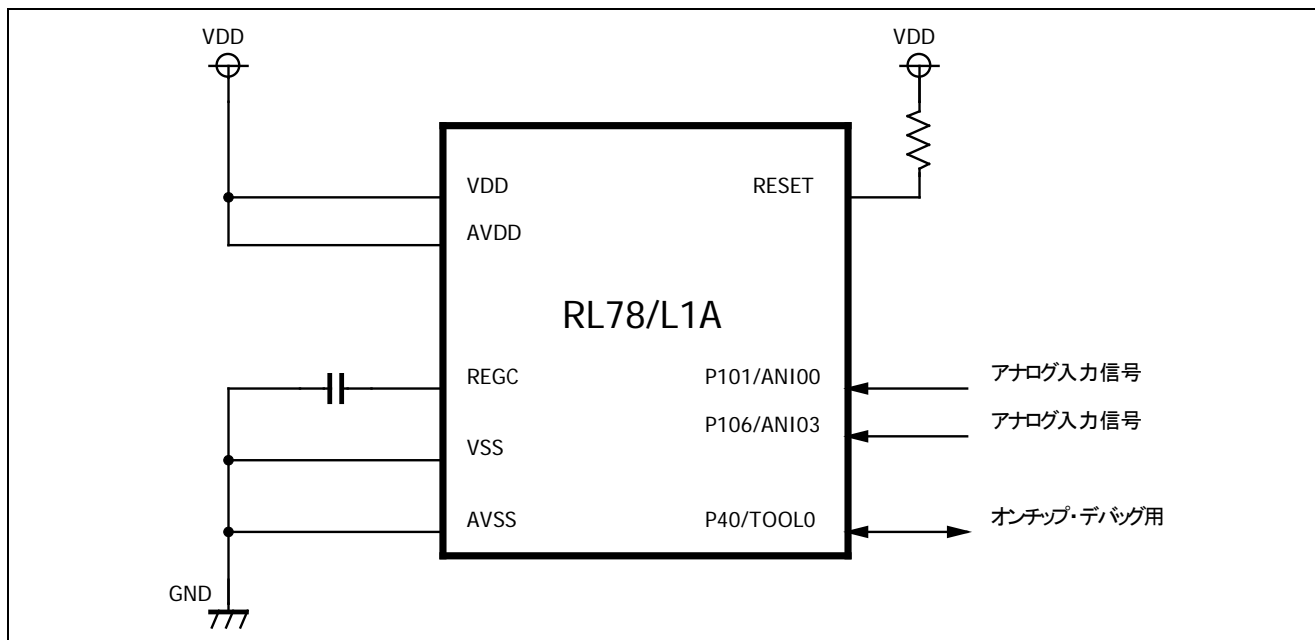 VDD
VDD
VDD
RESET
AVDD
RL78/L1A
REGC
P101/ANI00
アナログ入力信号
P106/ANI03
アナログ入力信号
VSS
AVSS
P40/TOOL0
オンチップ・デバッグ用
GND